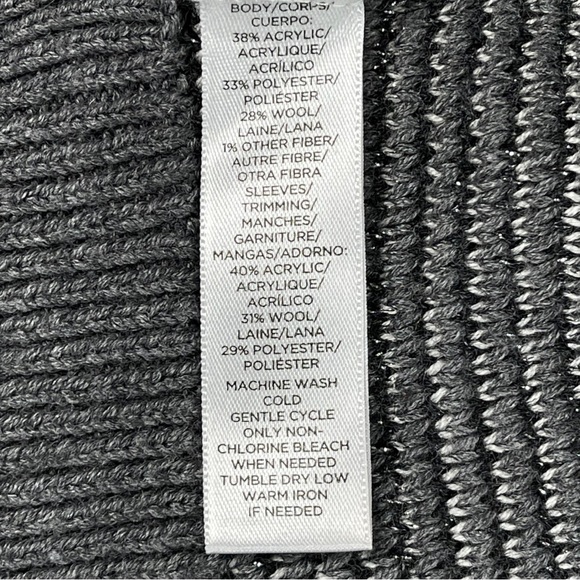 BODY/CORPS/
CUERPO:
38% ACRYLIC/
ACRYLIQUE/
ACRÍLICO
33% POLYESTER/
POLIÉSTER
28% WOOL/
LAINE/LANA
1% OTHER FIBER/
AUTRE FIBRE/
OTRA FIBRA
SLEEVES/
TRIMMING/
MANCHES/
GARNITURE/
MANGAS/ADORNO:
40% ACRYLIC/
ACRYLIQUE/
ACRÍLICO
31% WOOL/
LAINE/LANA
29% POLYESTER/
POLIÉSTER
MACHINE WASH
COLD
GENTLE CYCLE
ONLY NON-
CHLORINE BLEACH
WHEN NEEDED
TUMBLE DRY LOW
WARM IRON
IF NEEDED